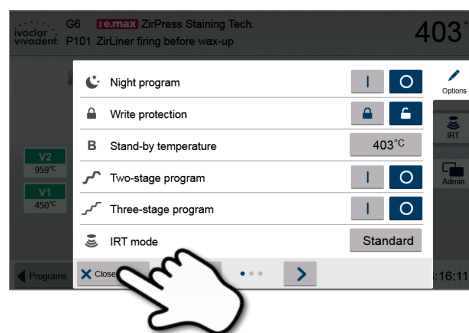 ivoclar vivadent:
G6 IPS e.max ZirPress Staining Tech.
P101 ZirLiner firing before wax-up
403°
Night program I O
Options
Write protection
IRT
B Stand-by temperature 403°C
V2
959°C
Two-stage program I O
Admin
V1
450°C
Three-stage program I O
IRT mode Standard
Programs
Close
:16:11